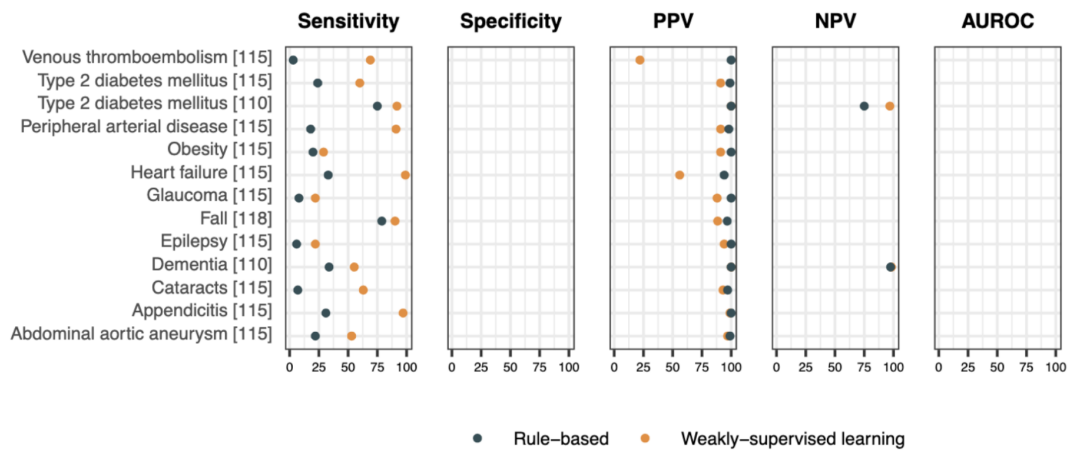 Sensitivity Specificity PPV NPV AUROC
Venous thromboembolism [115]
Type 2 diabetes mellitus [115]
Type 2 diabetes mellitus [110]
Peripheral arterial disease [115]
Obesity [115]
Heart failure [115]
Glaucoma [115]
Fall [118]
Epilepsy [115]
Dementia [110]
Cataracts [115]
Appendicitis [115]
Abdominal aortic aneurysm [115]
0 25 50 75 100 0 25 50 75 100 0 25 50 75 100 0 25 50 75 100 0 25 50 75 100
Rule−based Weakly−supervised learning